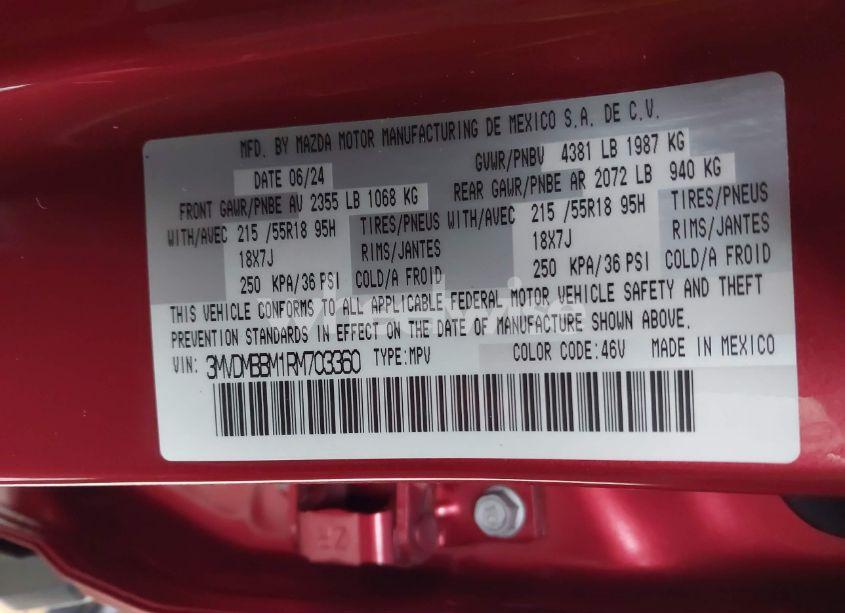 MFD. BY MAZDA MOTOR MANUFACTURING DE MEXICO S.A. DE C.V.
DATE 06/24 GVWR/PNBV 4381 LB 1987 KG
FRONT GAWR/PNBE AV 2355 LB 1068 KG REAR GAWR/PNBE AR 2072 LB 940 KG
WITH/AVEC 215 /55R18 95H TIRES/PNEUS WITH/AVEC 215 /55R18 95H TIRES/PNEUS
18X7J RIMS/JANTES 18X7J RIMS/JANTES
250 KPA/36 PSI COLD/A FROID 250 KPA/36 PSI COLD/A FROID
THIS VEHICLE CONFORMS TO ALL APPLICABLE FEDERAL MOTOR VEHICLE SAFETY AND THEFT
PREVENTION STANDARDS IN EFFECT ON THE DATE OF MANUFACTURE SHOWN ABOVE.
VIN: 3MVDMBBM1RM703360 TYPE:MPV COLOR CODE:46V MADE IN MEXICO